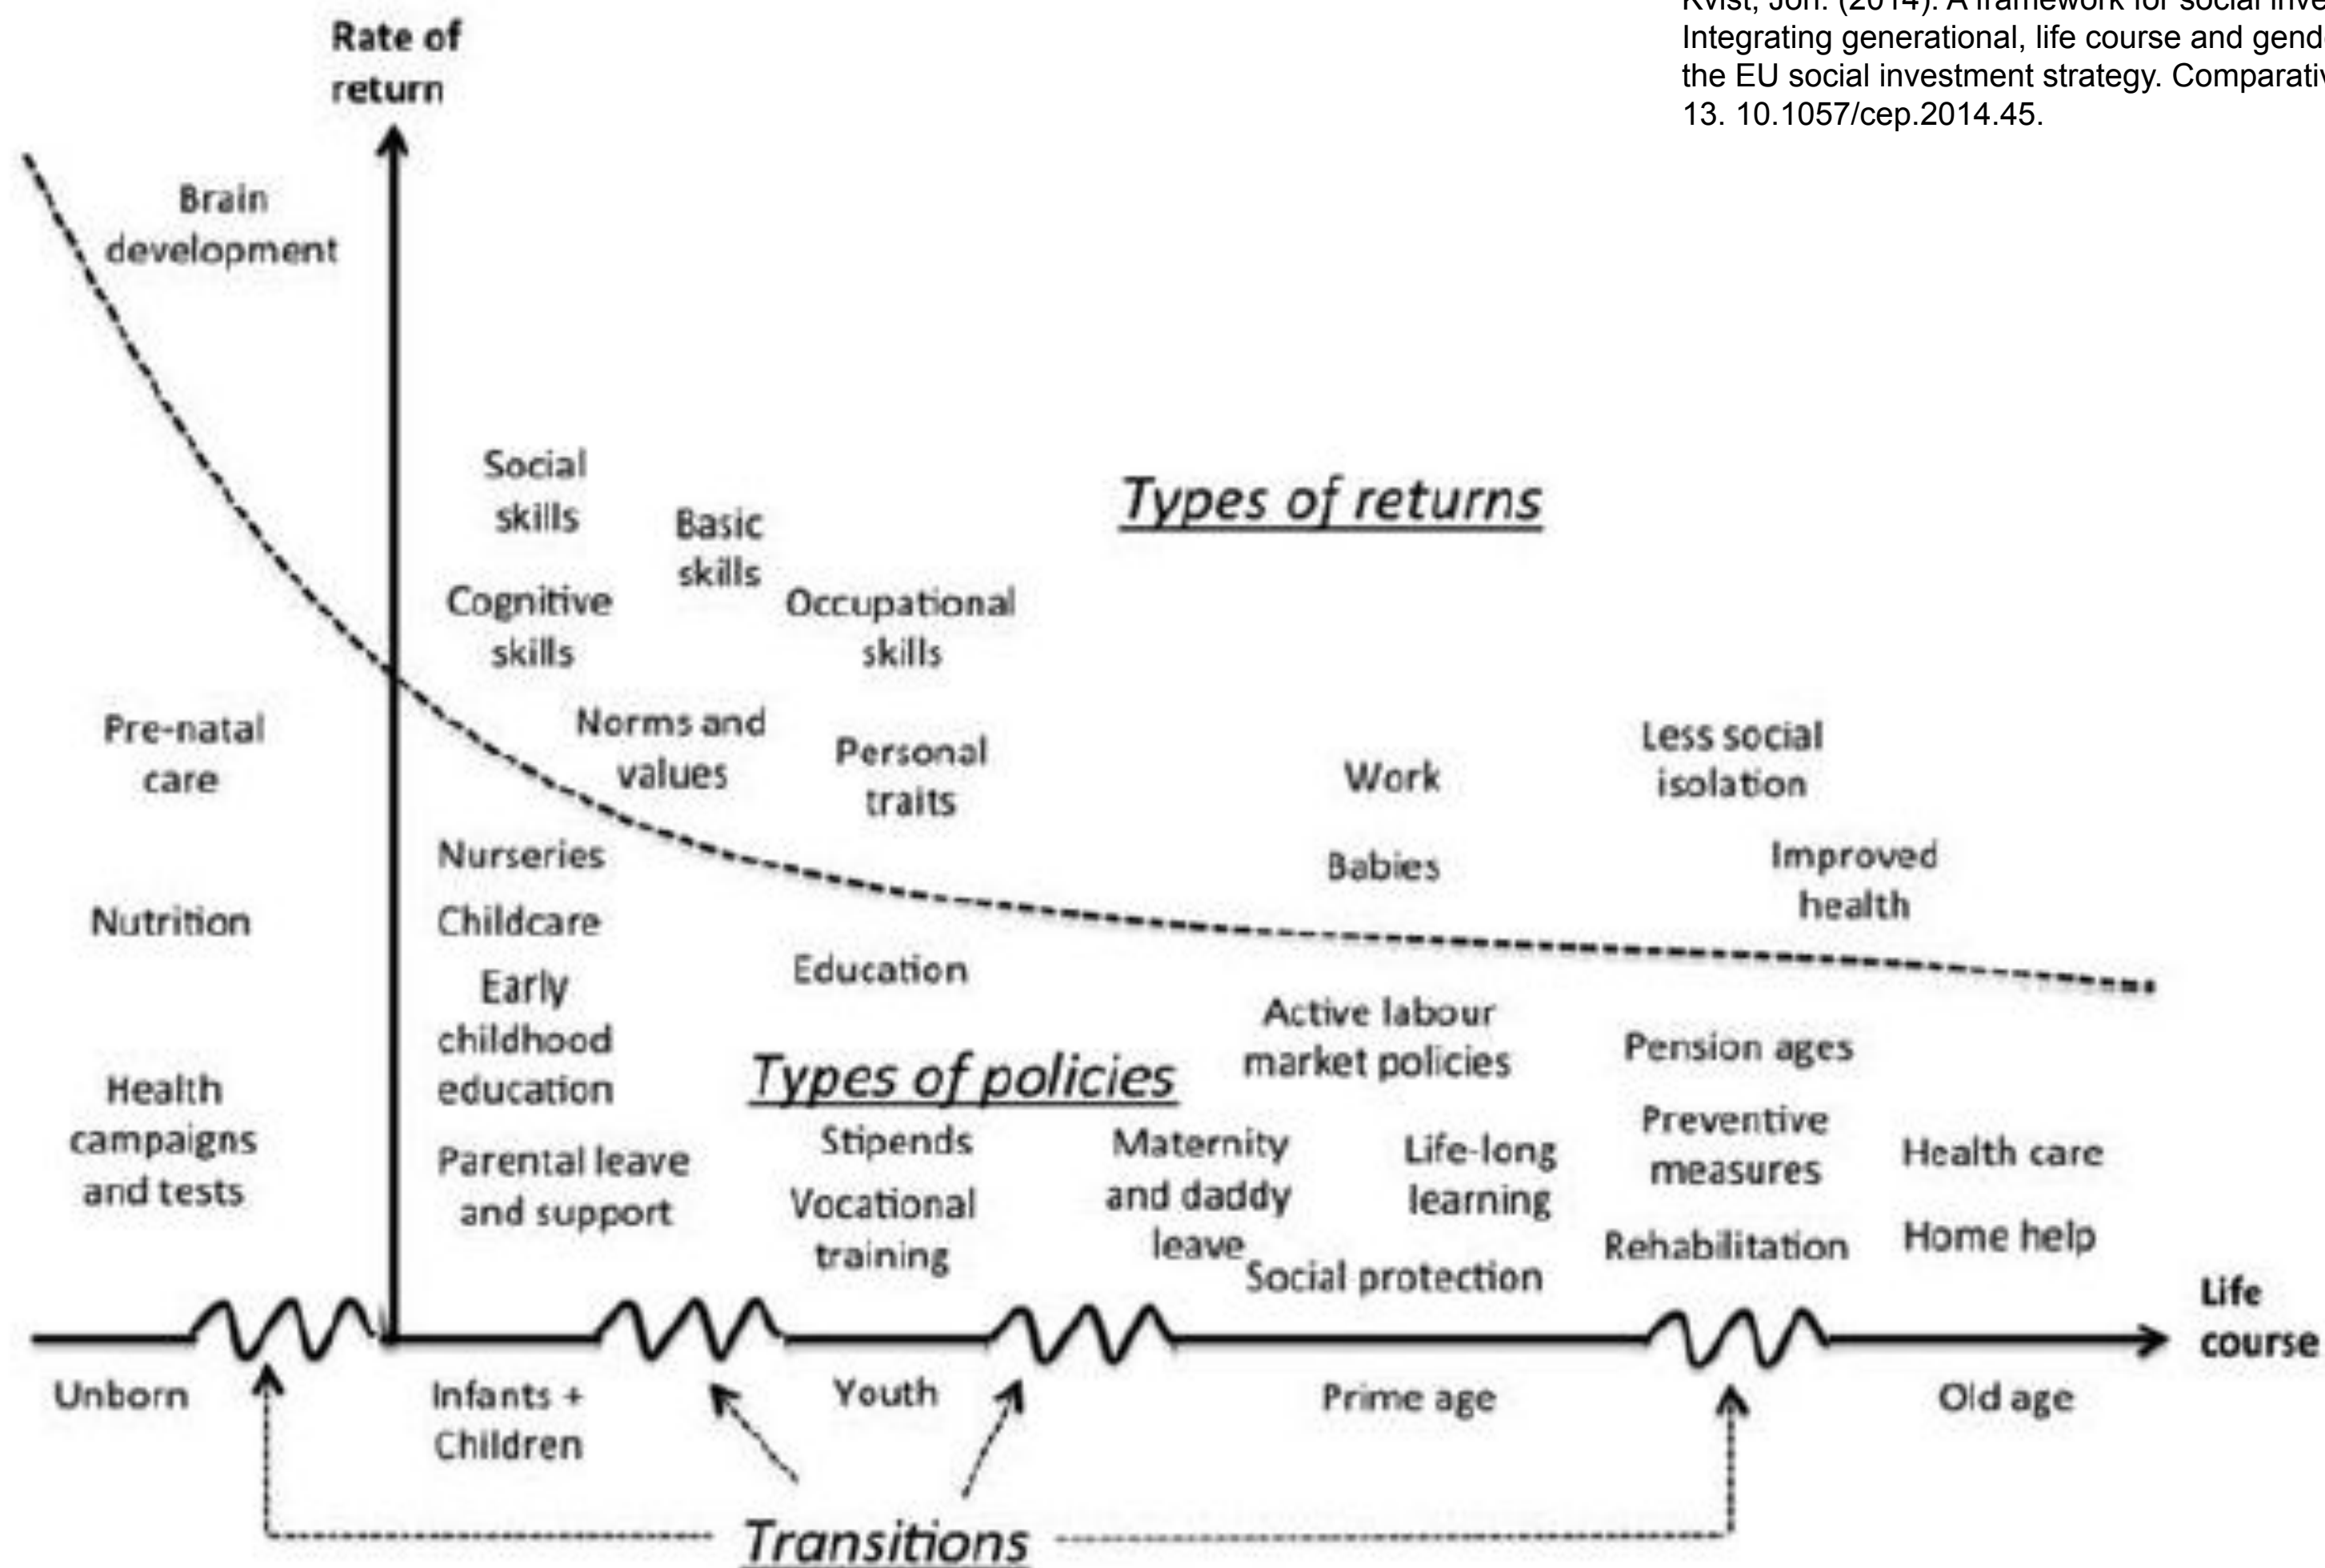 Integrating generational, life course and gend
the EU social investment strategy. Comparativ
13. 10.1057/cep.2014.45.
Rate of
return
Brain
development
Social
skills
Basic
skills
Types of returns
Cognitive
skills
Occupational
skills
Pre-natal
care
Norms and
values
Personal
traits
Work
Less social
isolation
Nurseries
Babies
Improved
health
Nutrition
Childcare
Education
Early
childhood
education
Active labour
market policies
Pension ages
Types of policies
Health
campaigns
and tests
Parental leave
and support
Stipends
Vocational
training
Maternity
and daddy
leave
Life-long
learning
Social protection
Preventive
measures
Rehabilitation
Health care
Home help
Life
course
Unborn
Infants +
Children
Youth
Prime age
Old age
Transitions